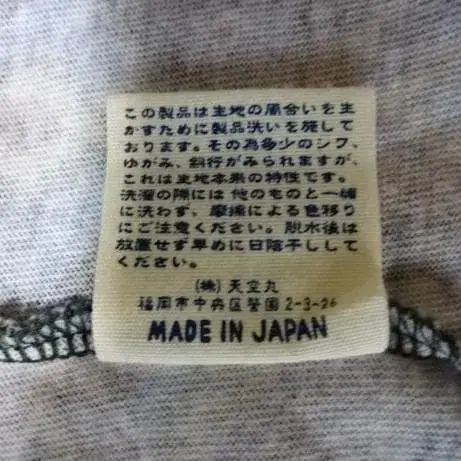 この製品は生地の風合いを生
かすために製品洗いを施して
おります。その為多少のシワ、
ゆがみ、斜行がみられますが、
これは生地本来の特性です。
洗濯の際には他のものと一緒
に洗わず、摩擦による色移り
にご注意ください。脱水後は
放置せず早めに日陰干しして
ください。
(株)天空丸
福岡市中央区警固2-3-26
MADE IN JAPAN